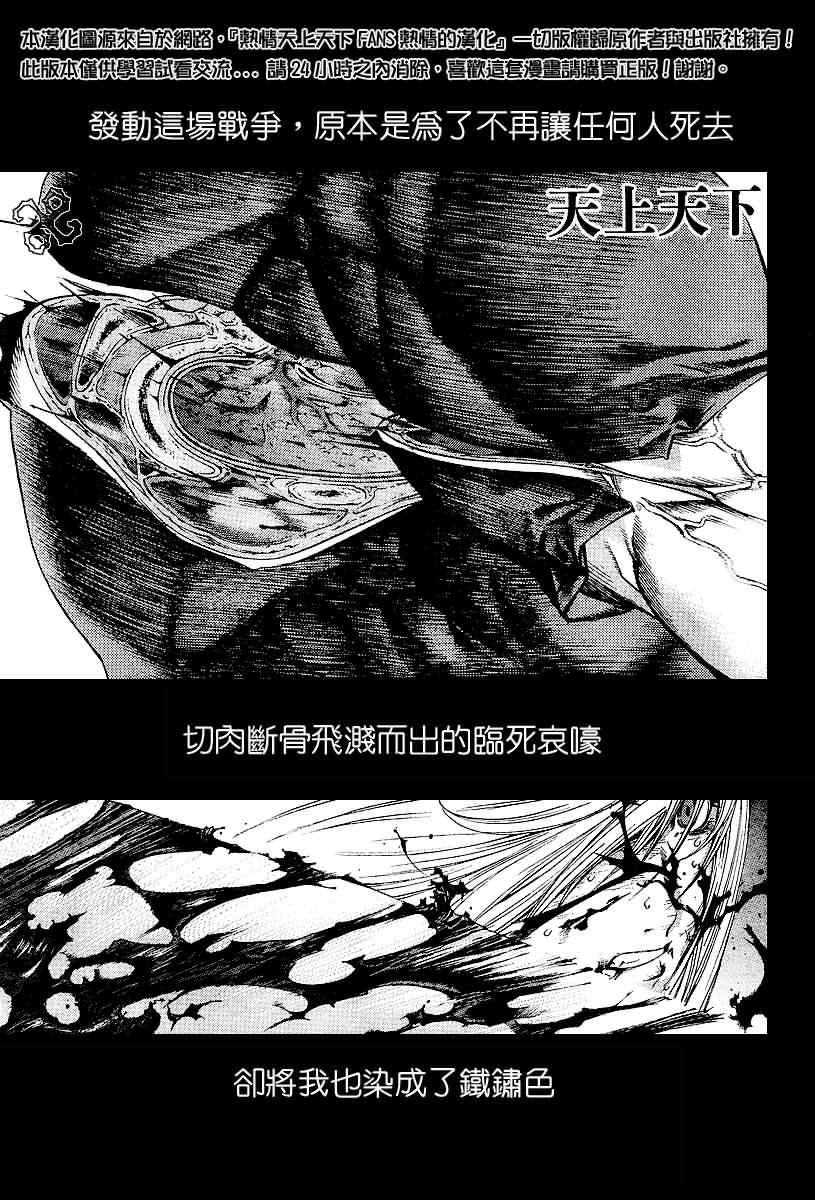 本漢化圖源來自於網路,『熱情天上天下 FANS 熱情的漢化』一切版權歸原作者與出版社擁有！
此版本僅供學習試看交流... 請 24 小時之內消除，喜歡這套漫畫請購買正版！謝謝。
發動這場戰爭，原本是為了不再讓任何人死去
天上天下
切肉斷骨飛濺而出的臨死哀嚎
卻將我也染成了鐵鏽色